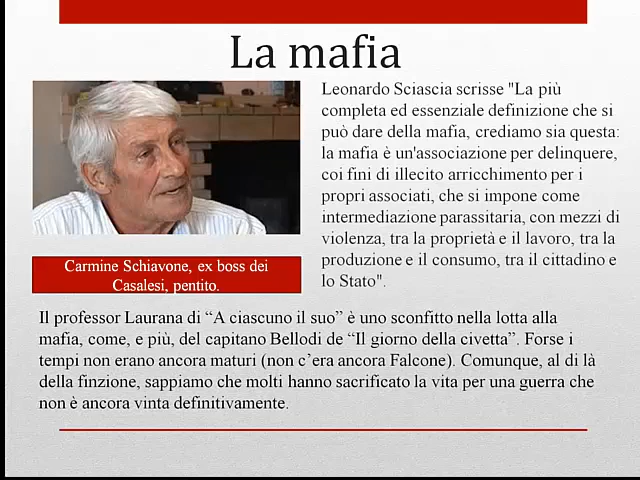 La mafia
Leonardo Sciascia scrisse "La più
completa ed essenziale definizione che si
può dare della mafia, crediamo sia questa:
la mafia è un'associazione per delinquere,
coi fini di illecito arricchimento per i
propri associati, che si impone come
intermediazione parassitaria, con mezzi di
violenza, tra la proprietà e il lavoro, tra la
produzione e il consumo, tra il cittadino e
lo Stato".
Carmine Schiavone, ex boss dei
Casalesi, pentito.
Il professor Laurana di “A ciascuno il suo” è uno sconfitto nella lotta alla
mafia, come, e più, del capitano Bellodi de “Il giorno della civetta”. Forse i
tempi non erano ancora maturi (non c’era ancora Falcone). Comunque, al di là
della finzione, sappiamo che molti hanno sacrificato la vita per una guerra che
non è ancora vinta definitivamente.